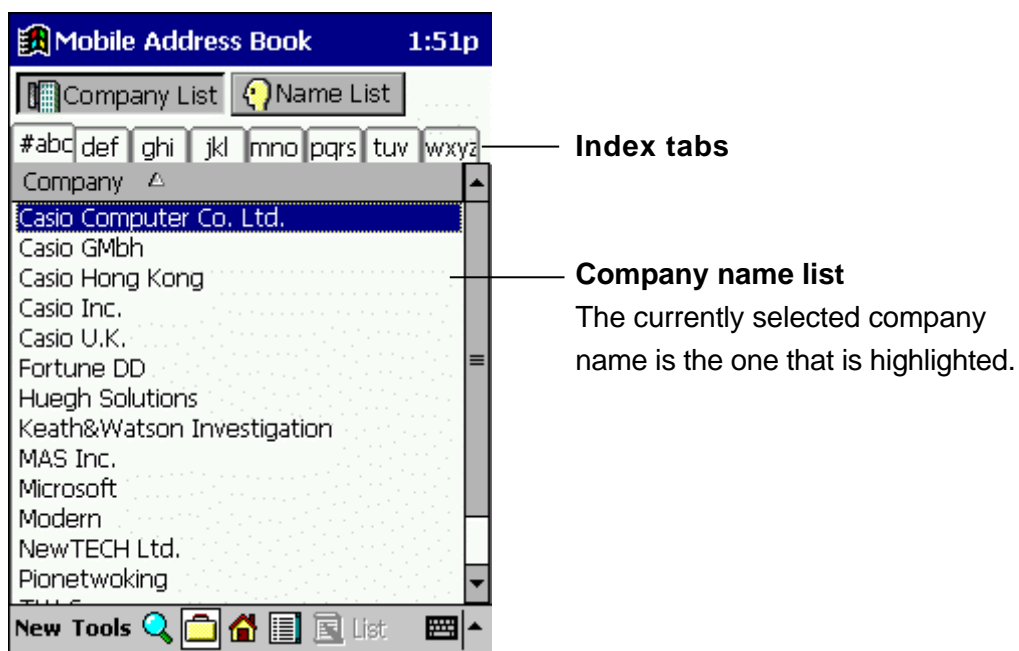 Mobile Address Book 1:51p
Company List Name List
#abc def ghi jkl mno pqrs tuv wxyz
Index tabs
Company
Casio Computer Co. Ltd.
Casio GMbh
Casio Hong Kong
Casio Inc.
Casio U.K.
Fortune DD
Huegh Solutions
Keath&Watson Investigation
MAS Inc.
Microsoft
Modern
NewTECH Ltd.
Pionetwoking
Company name list
The currently selected company
name is the one that is highlighted.
New Tools List